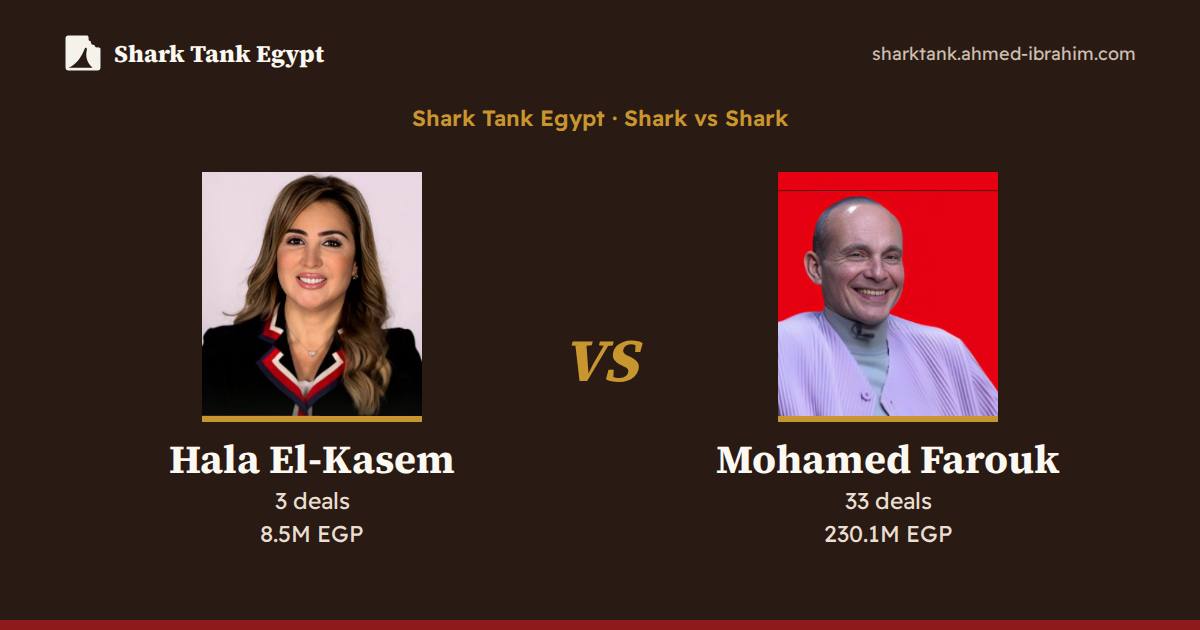 Shark Tank Egypt
sharktank.ahmed-ibrahim.com
Shark Tank Egypt · Shark vs Shark
VS
Hala El-Kasem
3 deals
8.5M EGP
Mohamed Farouk
33 deals
230.1M EGP